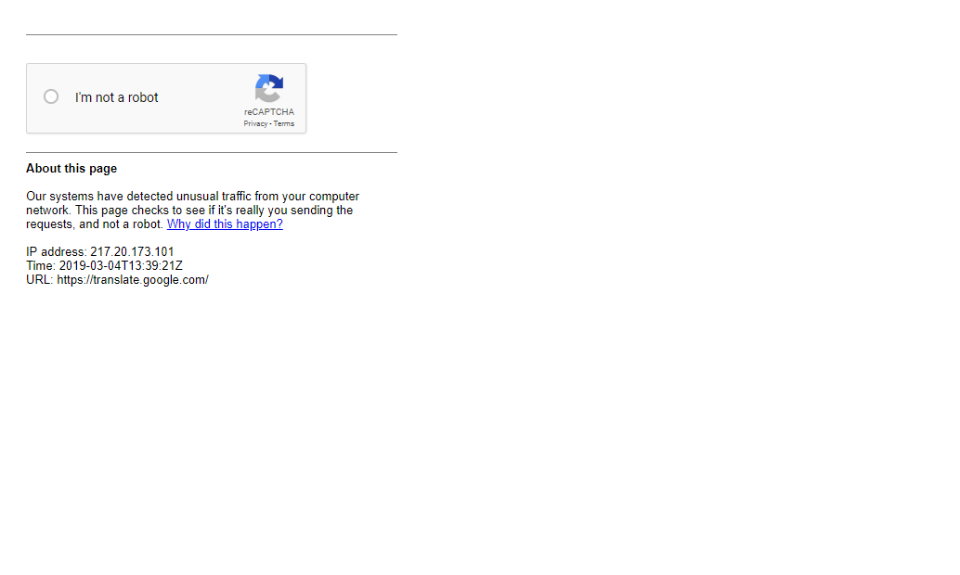 I'm not a robot
reCAPTCHA
Privacy - Terms
About this page
Our systems have detected unusual traffic from your computer
network. This page checks to see if it's really you sending the
requests, and not a robot. Why did this happen?
IP address: 217.20.173.101
Time: 2019-03-04T13:39:21Z
URL: https://translate.google.com/